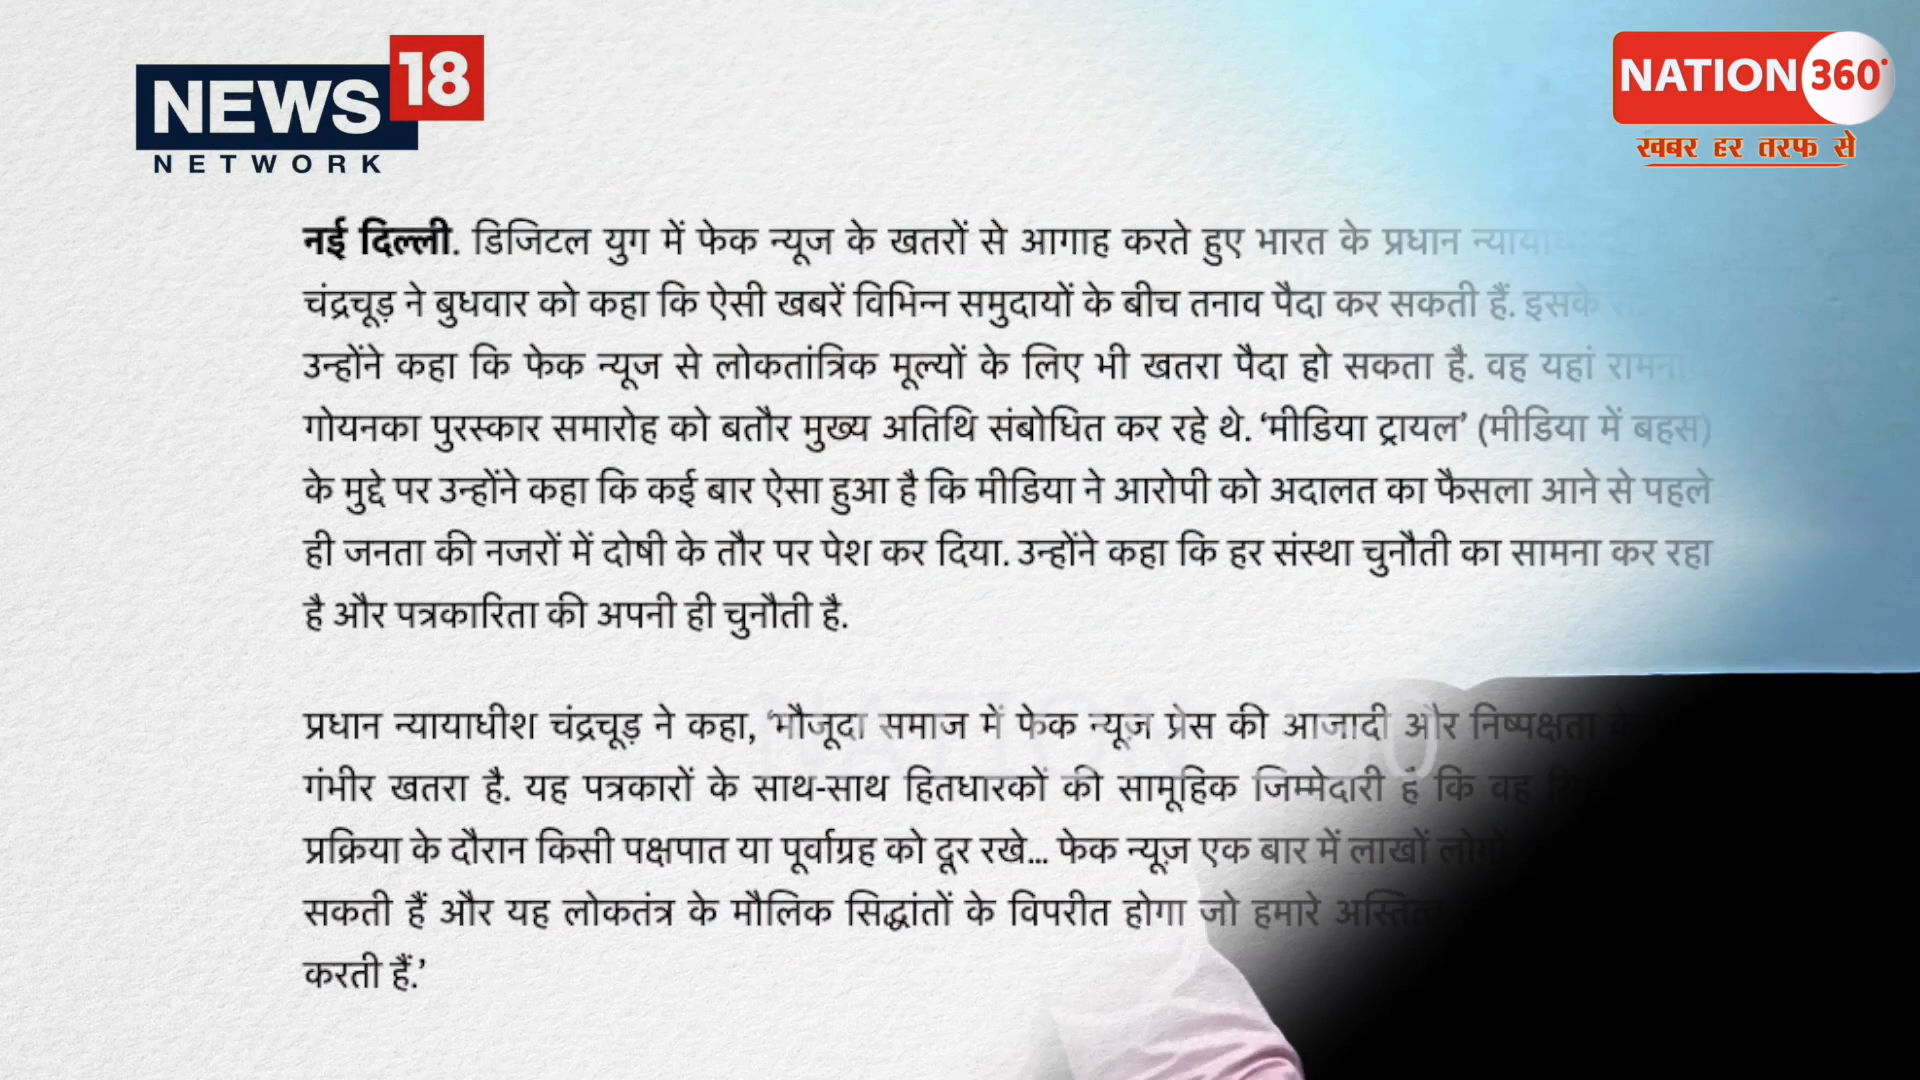 NEWS 18
NETWORK
NATION 360°
खबर हर तरफ से
नई दिल्ली. डिजिटल युग में फेक न्यूज के खतरों से आगाह करते हुए भारत के प्रधान
चंद्रचूड़ ने बुधवार को कहा कि ऐसी खबरें विभिन्न समुदायों के बीच तनाव पैदा कर सकती हैं. इसके
उन्होंने कहा कि फेक न्यूज से लोकतांत्रिक मूल्यों के लिए भी खतरा पैदा हो सकता है. वह यहां
गोयनका पुरस्कार समारोह को बतौर मुख्य अतिथि संबोधित कर रहे थे. ‘मीडिया ट्रायल’ (मीडिया में बहस)
के मुद्दे पर उन्होंने कहा कि कई बार ऐसा हुआ है कि मीडिया ने आरोपी को अदालत का फैसला आने से पहले
ही जनता की नजरों में दोषी के तौर पर पेश कर दिया. उन्होंने कहा कि हर संस्था चुनौती का सामना कर रहा
है और पत्रकारिता की अपनी ही चुनौती है.
प्रधान न्यायाधीश चंद्रचूड़ ने कहा, ‘मौजूदा समाज में फेक न्यूज़ प्रेस की आजादी और निष्पक्षता
गंभीर खतरा है. यह पत्रकारों के साथ-साथ हितधारकों की सामूहिक जिम्मेदारी है कि वह
प्रक्रिया के दौरान किसी पक्षपात या पूर्वाग्रह को दूर रखे... फेक न्यूज़ एक बार में लाखों लोगों
सकती हैं और यह लोकतंत्र के मौलिक सिद्धांतों के विपरीत होगा जो हमारे
करती हैं.’